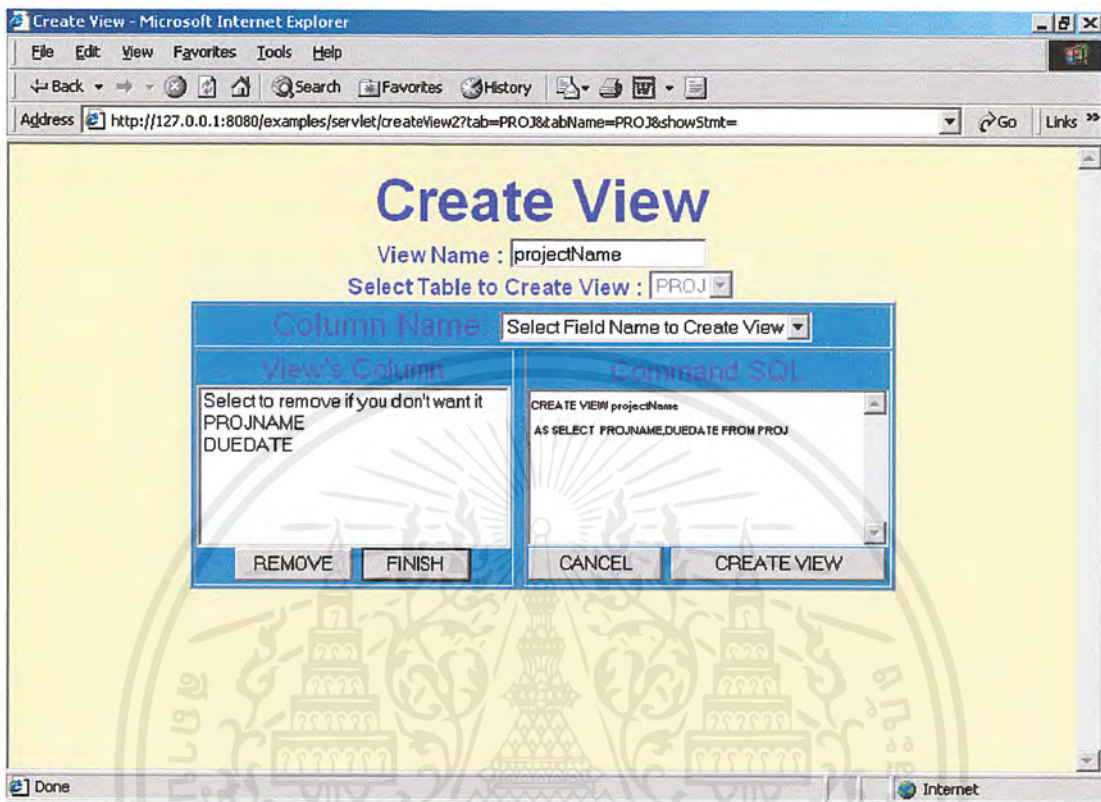 Create View - Microsoft Internet Explorer
File Edit View Favorites Tools Help
Back Search Favorites History
Address http://127.0.0.1:8080/examples/servlet/createView2?tab=PROJ&tabName=PROJ&showStmt= Go Links »
Create View
View Name : projectName
Select Table to Create View : PROJ
Column Name: Select Field Name to Create View
View's Column
Command SQL
Select to remove if you don't want it
PROJNAME
DUEDATE
CREATE VIEW projectName
AS SELECT PROJNAME,DUEDATE FROM PROJ
REMOVE FINISH CANCEL CREATE VIEW
Done Internet